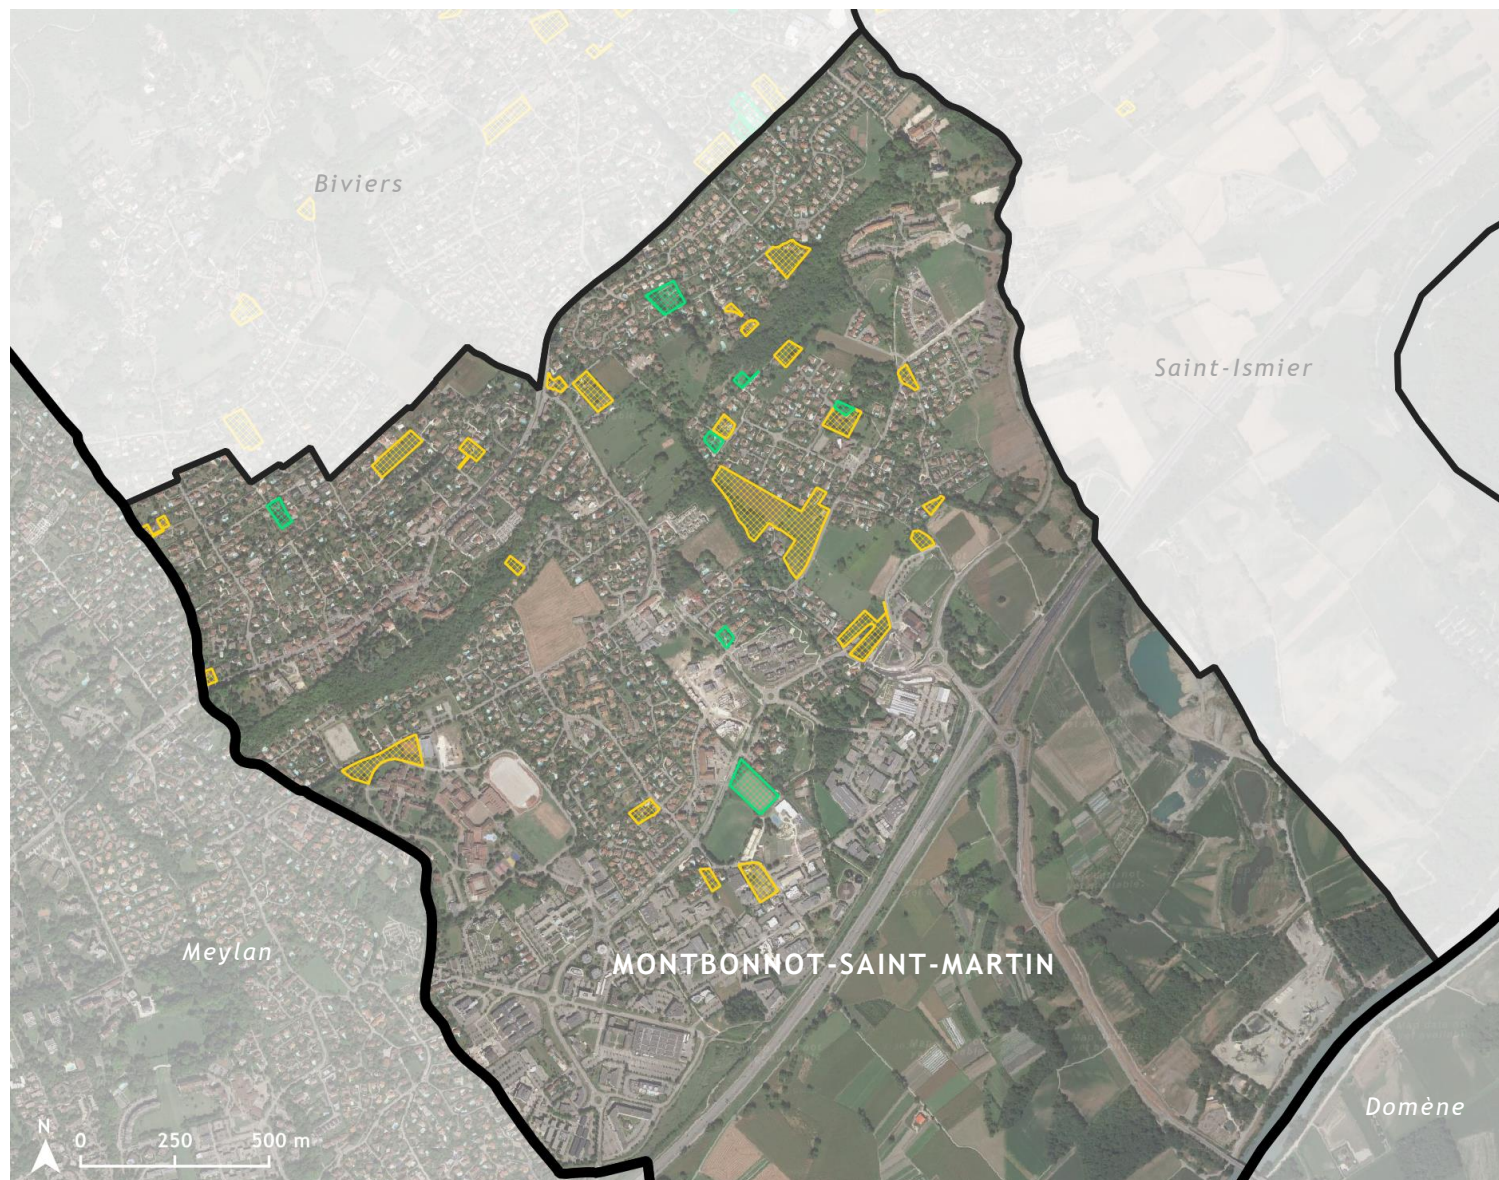 Biviers
Saint-Ismier
Meylan
MONTBONNOT-SAINT-MARTIN
Domène
N
0 250 500 m